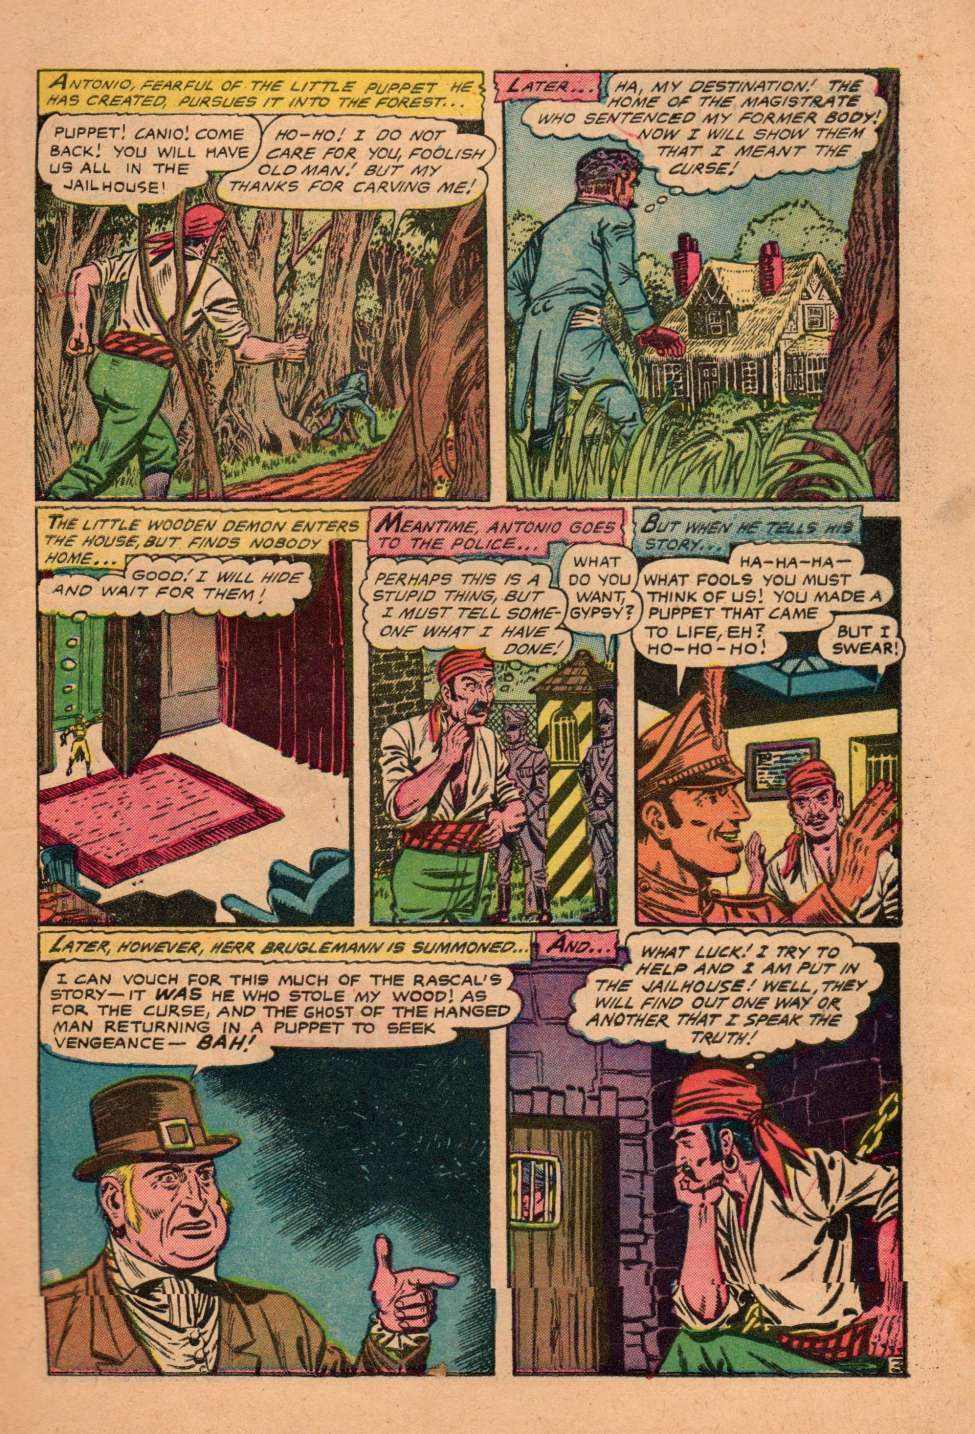 ANTONIO, FEARFUL OF THE LITTLE PUPPET HE
HAS CREATED, PURSUES IT INTO THE FOREST...
PUPPET! CANIO! COME
BACK! YOU WILL HAVE
US ALL IN THE
JAILHOUSE!
HO-HO! I DO NOT
CARE FOR YOU, FOOLISH
OLD MAN! BUT MY
THANKS FOR CARVING ME!
LATER...
HA, MY DESTINATION! THE
HOME OF THE MAGISTRATE
WHO SENTENCED MY FORMER BODY!
NOW I WILL SHOW THEM
THAT I MEANT THE
CURSE!
THE LITTLE WOODEN DEMON ENTERS
THE HOUSE, BUT FINDS NOBODY
HOME...
GOOD! I WILL HIDE
AND WAIT FOR THEM!
MEANTIME, ANTONIO GOES
TO THE POLICE...
PERHAPS THIS IS A
STUPID THING, BUT
I MUST TELL SOME-
ONE WHAT I HAVE
DONE!
WHAT
DO YOU
WANT,
GYPSY?
BUT WHEN HE TELLS HIS
STORY...
HA-HA-HA-
WHAT FOOLS YOU MUST
THINK OF US! YOU MADE A
PUPPET THAT CAME
TO LIFE, EH?
HO-HO-HO!
BUT I
SWEAR!
LATER, HOWEVER, HERR BRUGLEMANN IS SUMMONED...
I CAN VOUCH FOR THIS MUCH OF THE RASCAL'S
STORY—IT WAS HE WHO STOLE MY WOOD! AS
FOR THE CURSE, AND THE GHOST OF THE HANGED
MAN RETURNING IN A PUPPET TO SEEK
VENGEANCE— BAH!
AND...
WHAT LUCK! I TRY TO
HELP AND I AM PUT IN
THE JAILHOUSE! WELL, THEY
WILL FIND OUT ONE WAY OR
ANOTHER THAT I SPEAK THE
TRUTH!